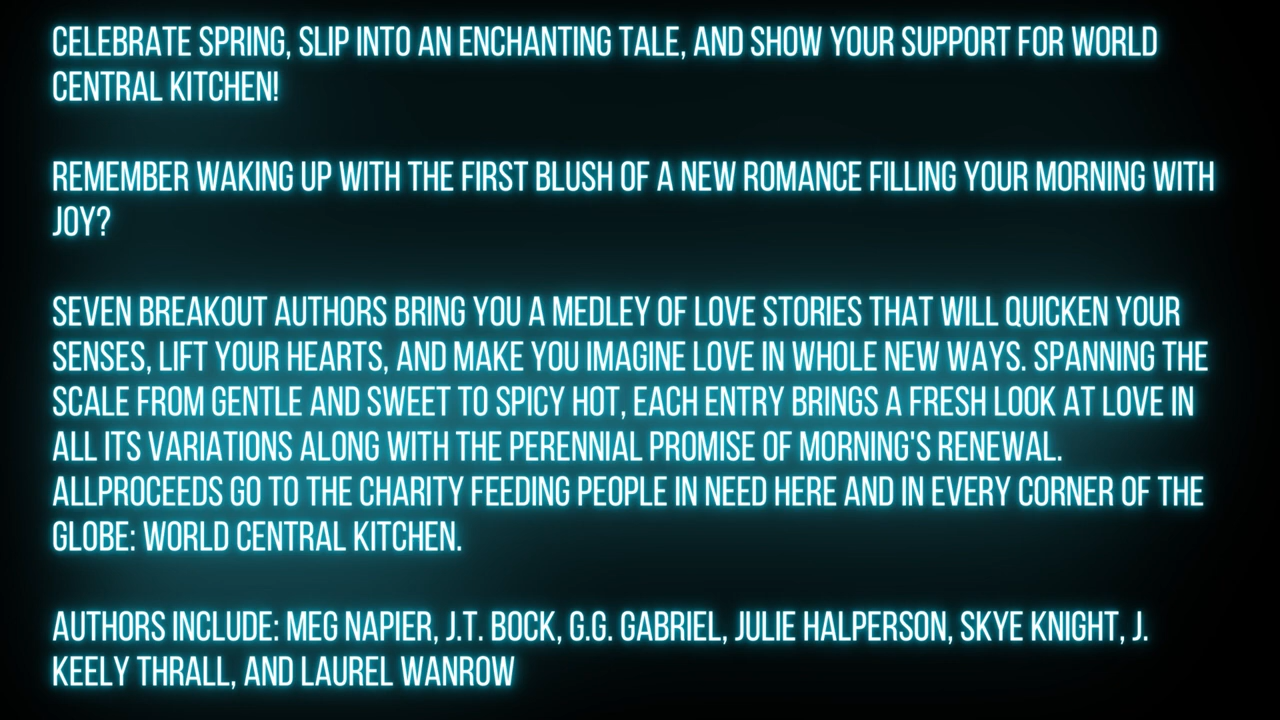 CELEBRATE SPRING, SLIP INTO AN ENCHANTING TALE, AND SHOW YOUR SUPPORT FOR WORLD
CENTRAL KITCHEN!
REMEMBER WAKING UP WITH THE FIRST BLUSH OF A NEW ROMANCE FILLING YOUR MORNING WITH
JOY?
SEVEN BREAKOUT AUTHORS BRING YOU A MEDLEY OF LOVE STORIES THAT WILL QUICKEN YOUR
SENSES, LIFT YOUR HEARTS, AND MAKE YOU IMAGINE LOVE IN WHOLE NEW WAYS. SPANNING THE
SCALE FROM GENTLE AND SWEET TO SPICY HOT, EACH ENTRY BRINGS A FRESH LOOK AT LOVE IN
ALL ITS VARIATIONS ALONG WITH THE PERENNIAL PROMISE OF MORNING'S RENEWAL.
ALLPROCEEDS GO TO THE CHARITY FEEDING PEOPLE IN NEED HERE AND IN EVERY CORNER OF THE
GLOBE: WORLD CENTRAL KITCHEN.
AUTHORS INCLUDE: MEG NAPIER, J.T. BOCK, G.G. GABRIEL, JULIE HALPERSON, SKYE KNIGHT, J.
KEELY THRALL, AND LAUREL WANROW